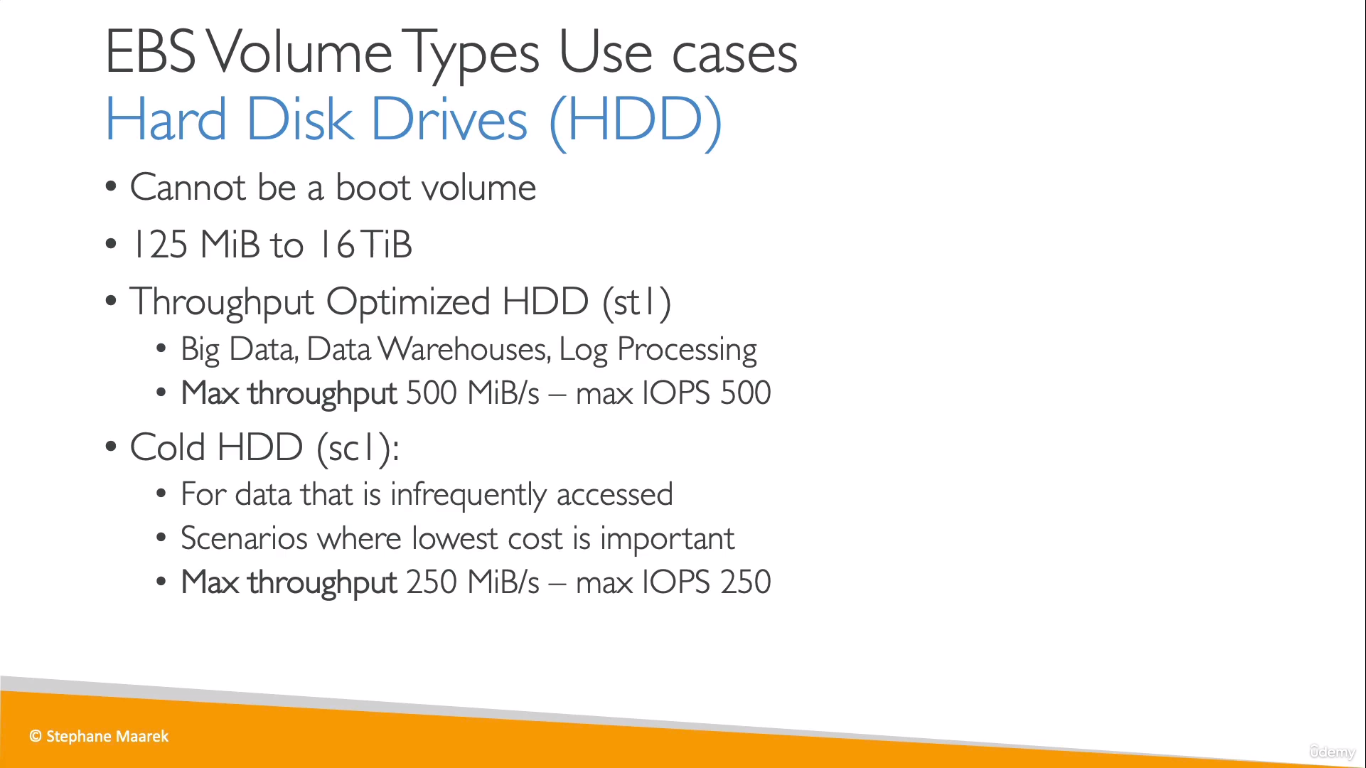 EBS Volume Types Use cases
Hard Disk Drives (HDD)
• Cannot be a boot volume
• 125 MiB to 16 TiB
• Throughput Optimized HDD (st1)
• Big Data, Data Warehouses, Log Processing
• Max throughput 500 MiB/s – max IOPS 500
• Cold HDD (sc1):
• For data that is infrequently accessed
• Scenarios where lowest cost is important
• Max throughput 250 MiB/s – max IOPS 250
© Stephane Maarek
ûdemy